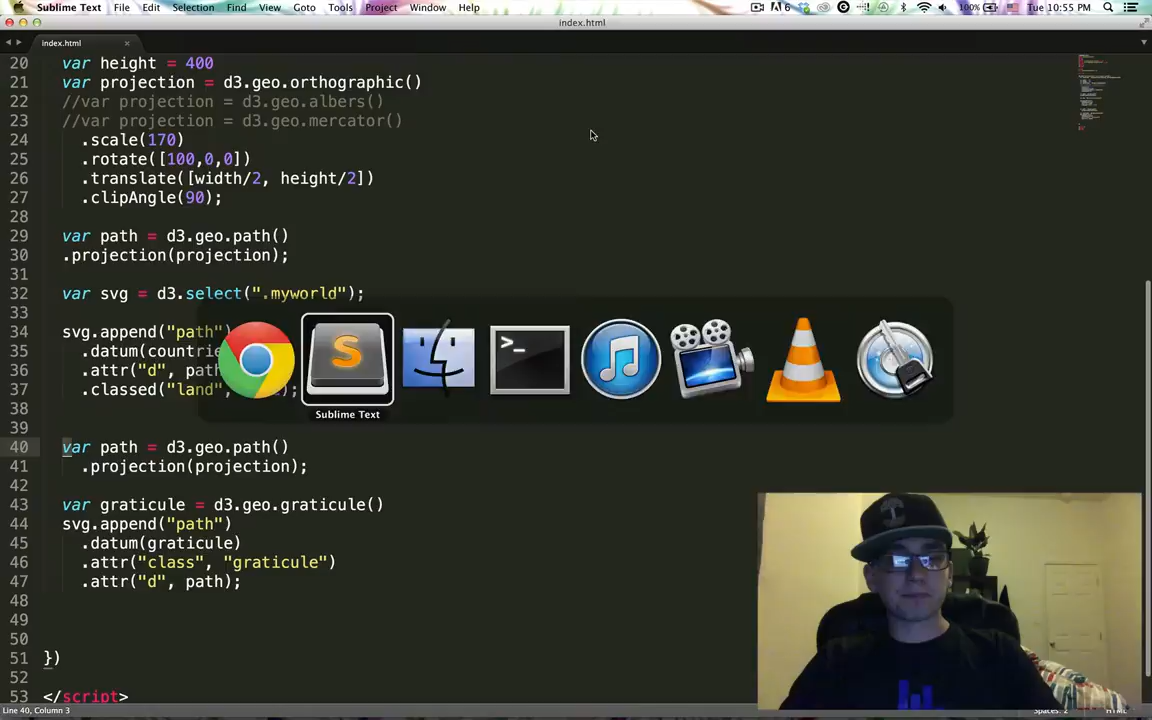 Sublime Text File Edit Selection Find View Goto Tools Project Window Help 6 100% Tue 10:55 PM
index.html
index.html ×
20 var height = 400
21 var projection = d3.geo.orthographic()
22 //var projection = d3.geo.albers()
23 //var projection = d3.geo.mercator()
24 .scale(170)
25 .rotate([100,0,0])
26 .translate([width/2, height/2])
27 .clipAngle(90);
28
29 var path = d3.geo.path()
30 .projection(projection);
31
32 var svg = d3.select(".myworld");
33
34 svg.append("path")
35 .datum(countrie
36 .attr("d", path
37 .classed("land",
38
39
40 var path = d3.geo.path()
41 .projection(projection);
42
43 var graticule = d3.geo.graticule()
44 svg.append("path")
45 .datum(graticule)
46 .attr("class", "graticule")
47 .attr("d", path);
48
49
50
51 })
52
53 </script>
S
>_
Sublime Text
Line 40, Column 3